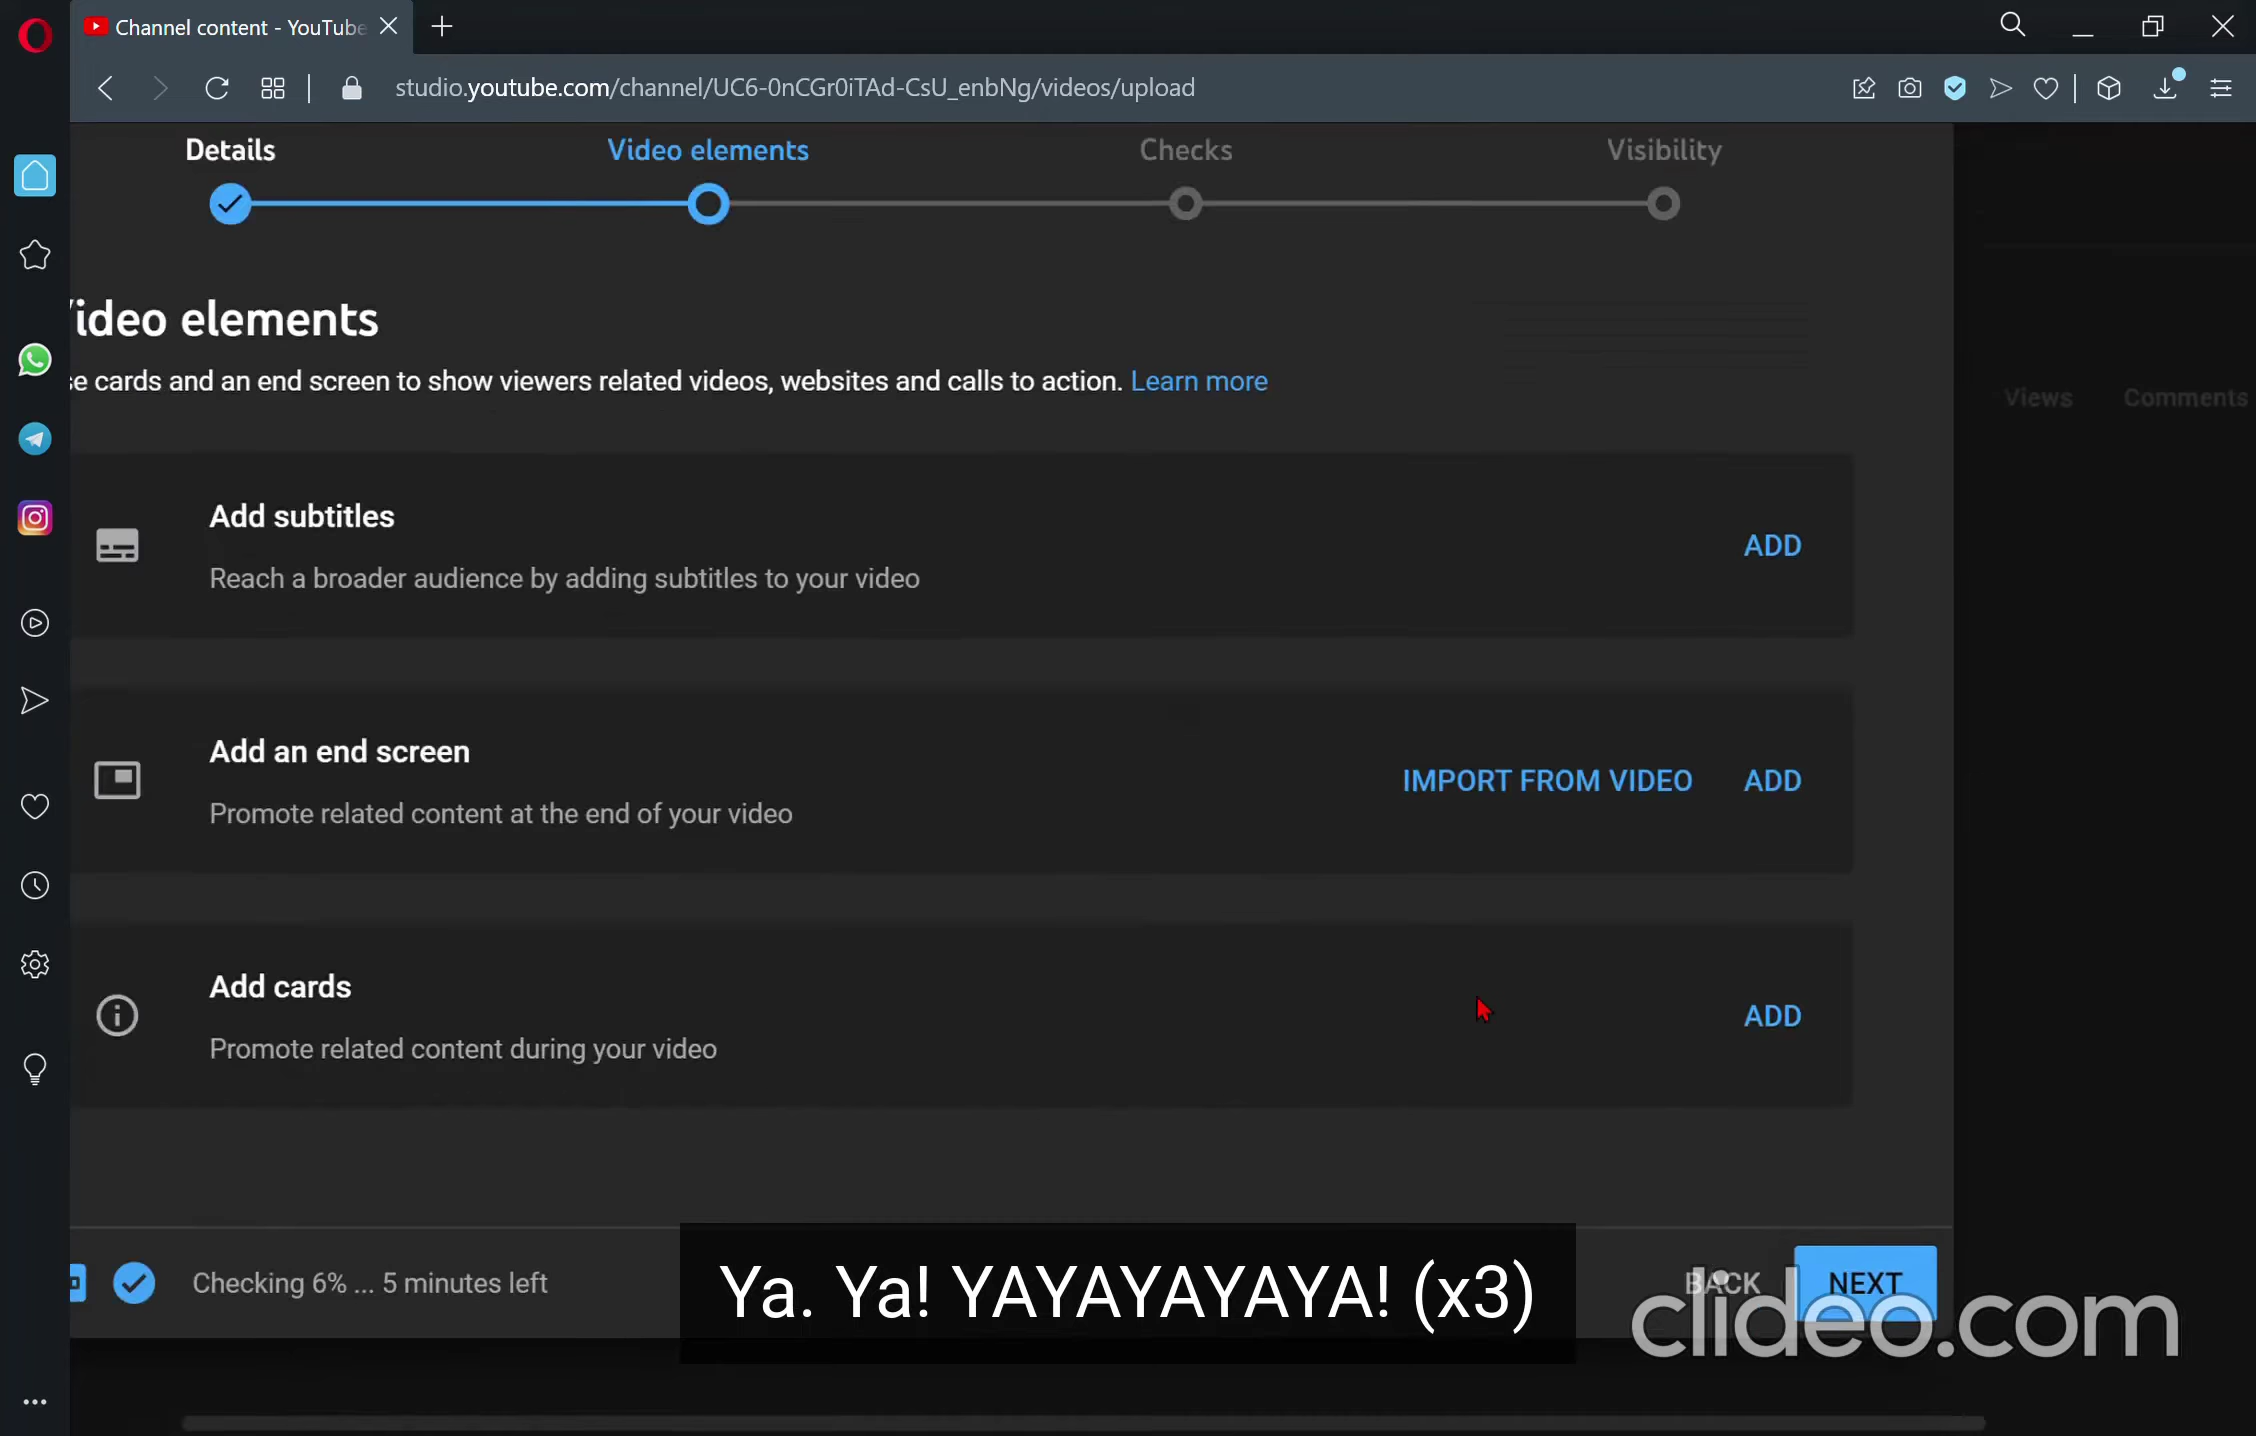 Channel content - YouTube
studio.youtube.com/channel/UC6-0nCGr0iTAd-CsU_enbNg/videos/upload
Details
Video elements
Checks
Visibility
ideo elements
se cards and an end screen to show viewers related videos, websites and calls to action. Learn more
Views
Comments
Add subtitles
Reach a broader audience by adding subtitles to your video
ADD
Add an end screen
Promote related content at the end of your video
IMPORT FROM VIDEO
ADD
Add cards
Promote related content during your video
ADD
Checking 6% ... 5 minutes left
Ya. Ya! YAYAYAYAYA! (x3)
BACK
NEXT
clideo.com